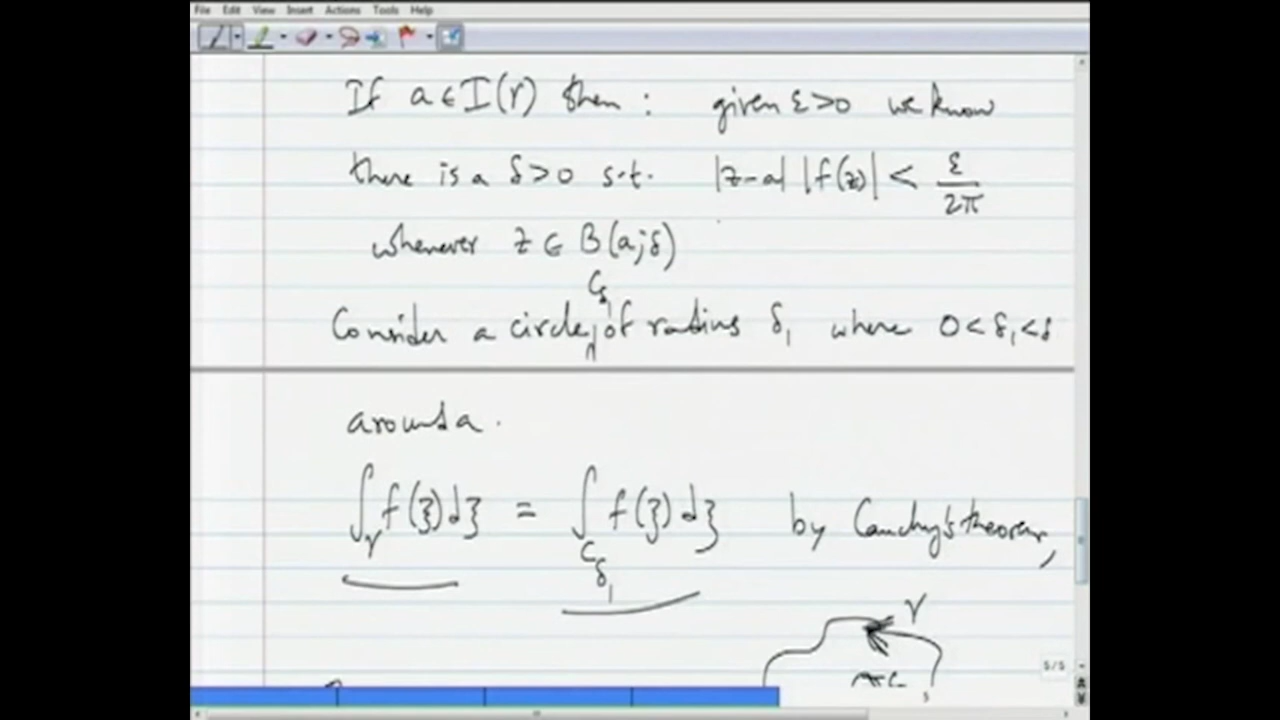 File Edit View Insert Actions Tools Help
If a ∈ I(γ) then : given ε>0 we know
there is a δ>0 s.t. |z-a| |f(z)| < ε/2π
whenever z ∈ B(a;δ)
Consider a circle C_δ₁ of radius δ₁ where 0<δ₁<δ
around a.
∫_γ f(ζ)dζ = ∫_{C_δ₁} f(ζ)dζ by Cauchy's theorem,
γ
5/5